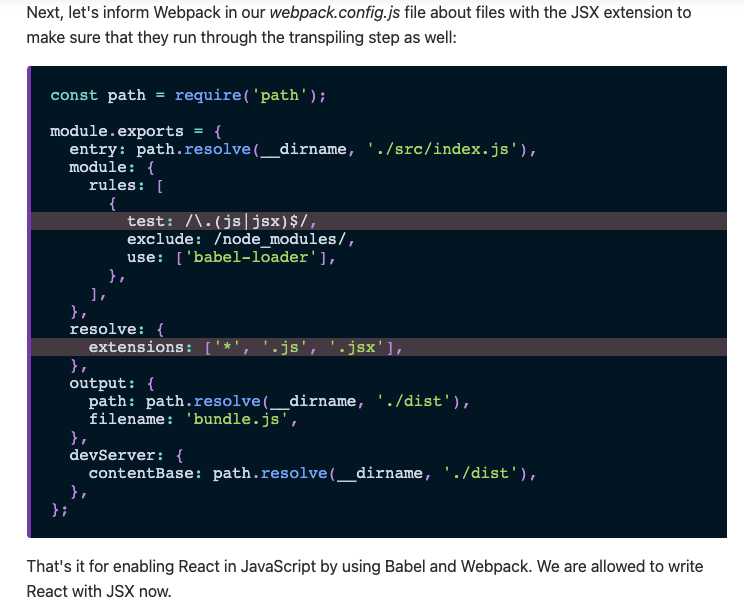 Next, let's inform Webpack in our webpack.config.js file about files with the JSX extension to
make sure that they run through the transpiling step as well:
const path = require('path');
module.exports = {
  entry: path.resolve(__dirname, './src/index.js'),
  module: {
    rules: [
      {
        test: /\.(js|jsx)$/,
        exclude: /node_modules/,
        use: ['babel-loader'],
      },
    ],
  },
  resolve: {
    extensions: ['*', '.js', '.jsx'],
  },
  output: {
    path: path.resolve(__dirname, './dist'),
    filename: 'bundle.js',
  },
  devServer: {
    contentBase: path.resolve(__dirname, './dist'),
  },
};
That's it for enabling React in JavaScript by using Babel and Webpack. We are allowed to write
React with JSX now.